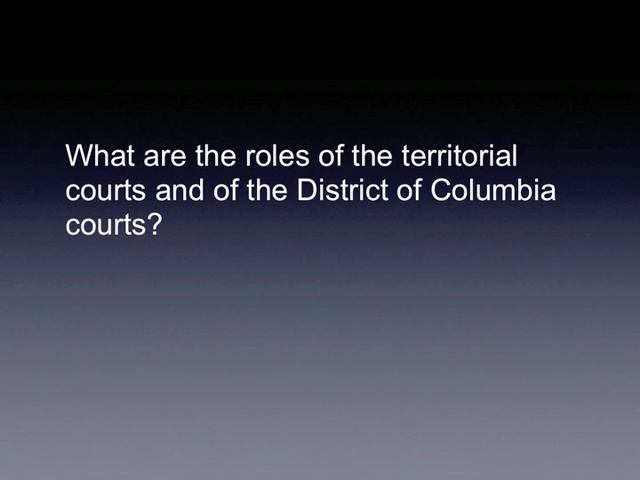 What are the roles of the territorial
courts and of the District of Columbia
courts?